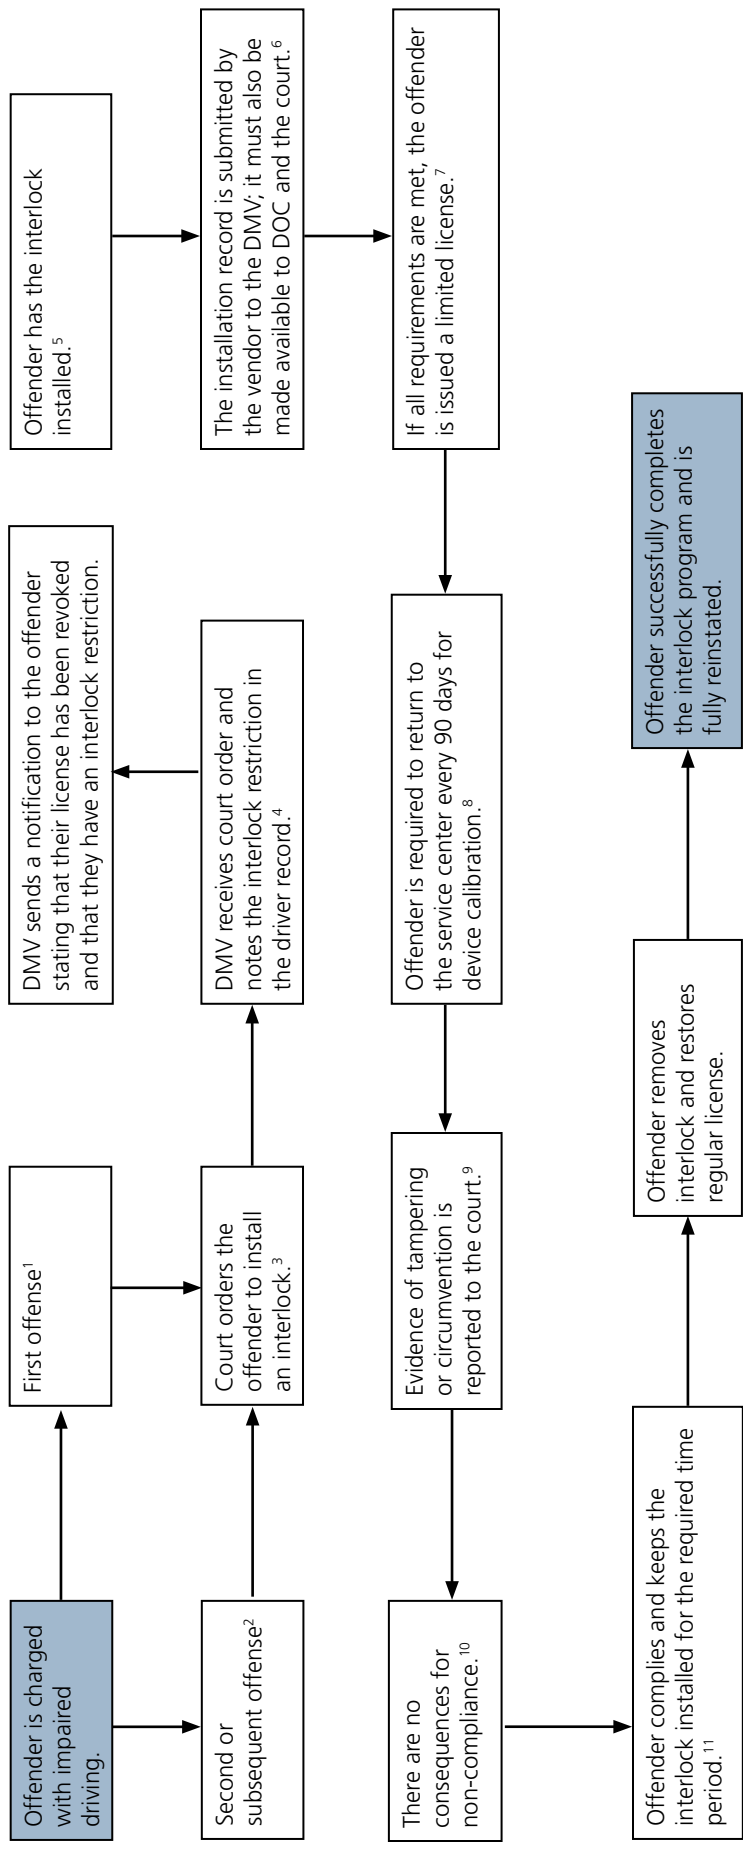 Offender is charged
with impaired
driving.
First offense1
Second or
subsequent offense2
Court orders the
offender to install
an interlock.3
DMV receives court order and
notes the interlock restriction in
the driver record.4
DMV sends a notification to the offender
stating that their license has been revoked
and that they have an interlock restriction.
Offender has the interlock
installed.5
The installation record is submitted by
the vendor to the DMV; it must also be
made available to DOC and the court.6
If all requirements are met, the offender
is issued a limited license.7
Offender is required to return to
the service center every 90 days for
device calibration.8
Evidence of tampering
or circumvention is
reported to the court.9
There are no
consequences for
non-compliance.10
Offender complies and keeps the
interlock installed for the required time
period.11
Offender removes
interlock and restores
regular license.
Offender successfully completes
the interlock program and is
fully reinstated.